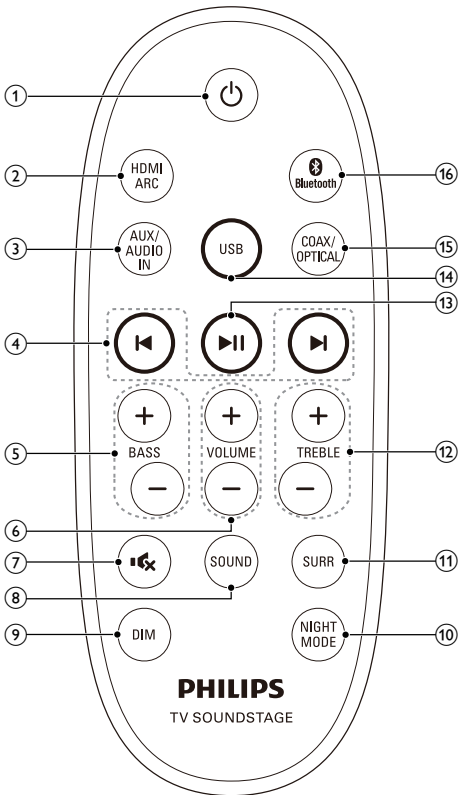 1
2
HDMI
ARC
Bluetooth
16
3
AUX/
AUDIO
IN
USB
COAX/
OPTICAL
15
14
13
4
+ + +
5
BASS VOLUME TREBLE
12
− − −
6
7
SOUND
SURR
11
8
9
DIM
NIGHT
MODE
10
PHILIPS
TV SOUNDSTAGE